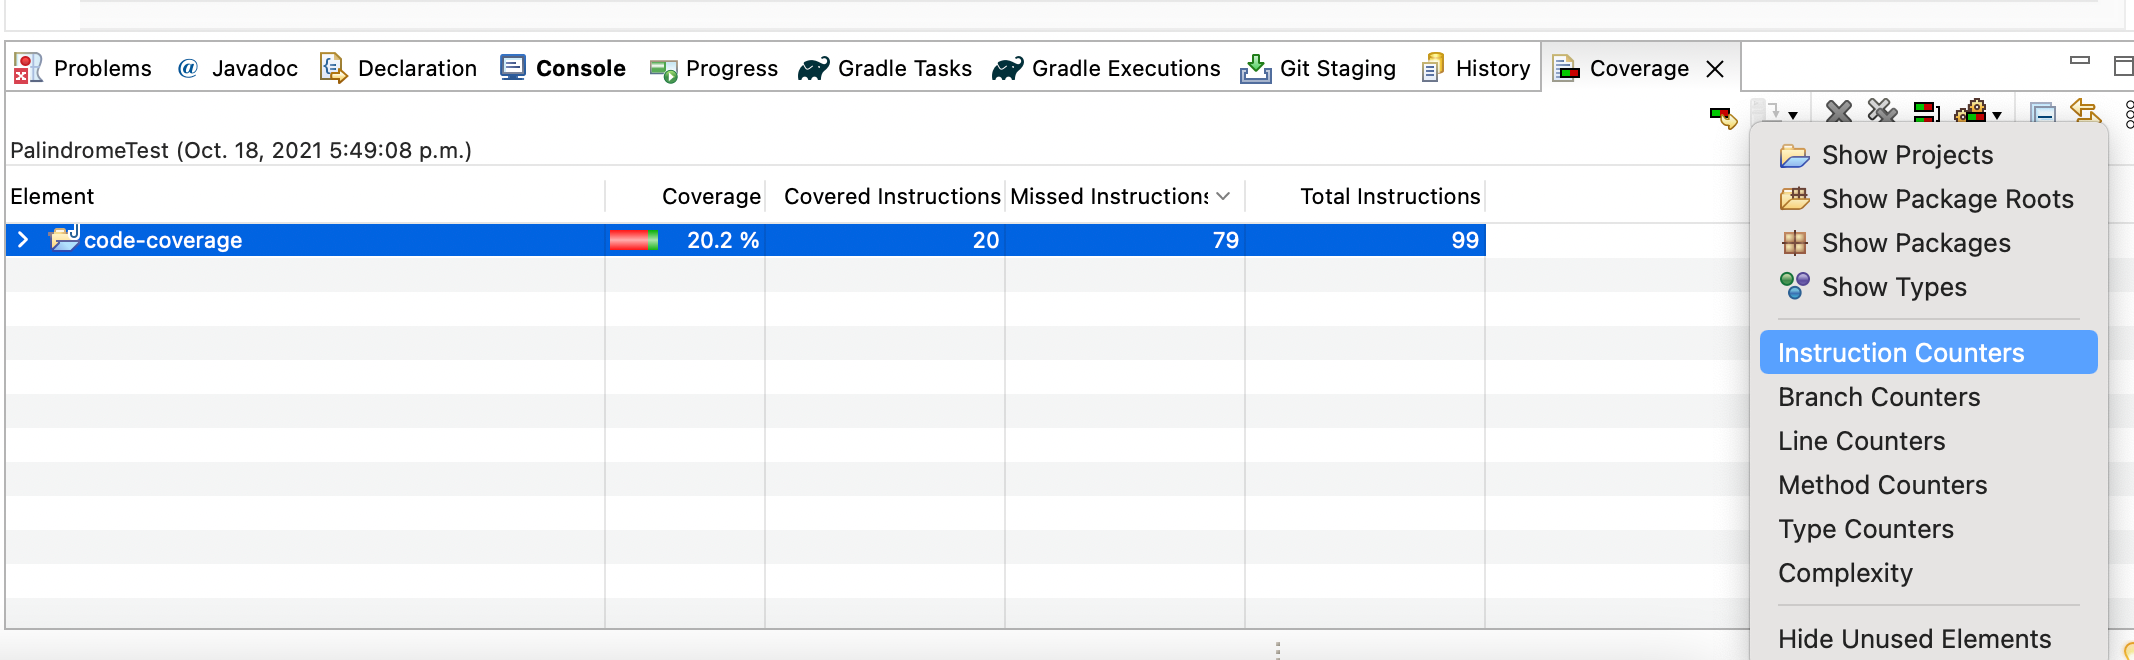 Problems @ Javadoc Declaration Console Progress Gradle Tasks Gradle Executions Git Staging History Coverage
PalindromeTest (Oct. 18, 2021 5:49:08 p.m.)
Element Coverage Covered Instructions Missed Instructions Total Instructions
code-coverage 20.2 % 20 79 99
Show Projects
Show Package Roots
Show Packages
Show Types
Instruction Counters
Branch Counters
Line Counters
Method Counters
Type Counters
Complexity
Hide Unused Elements